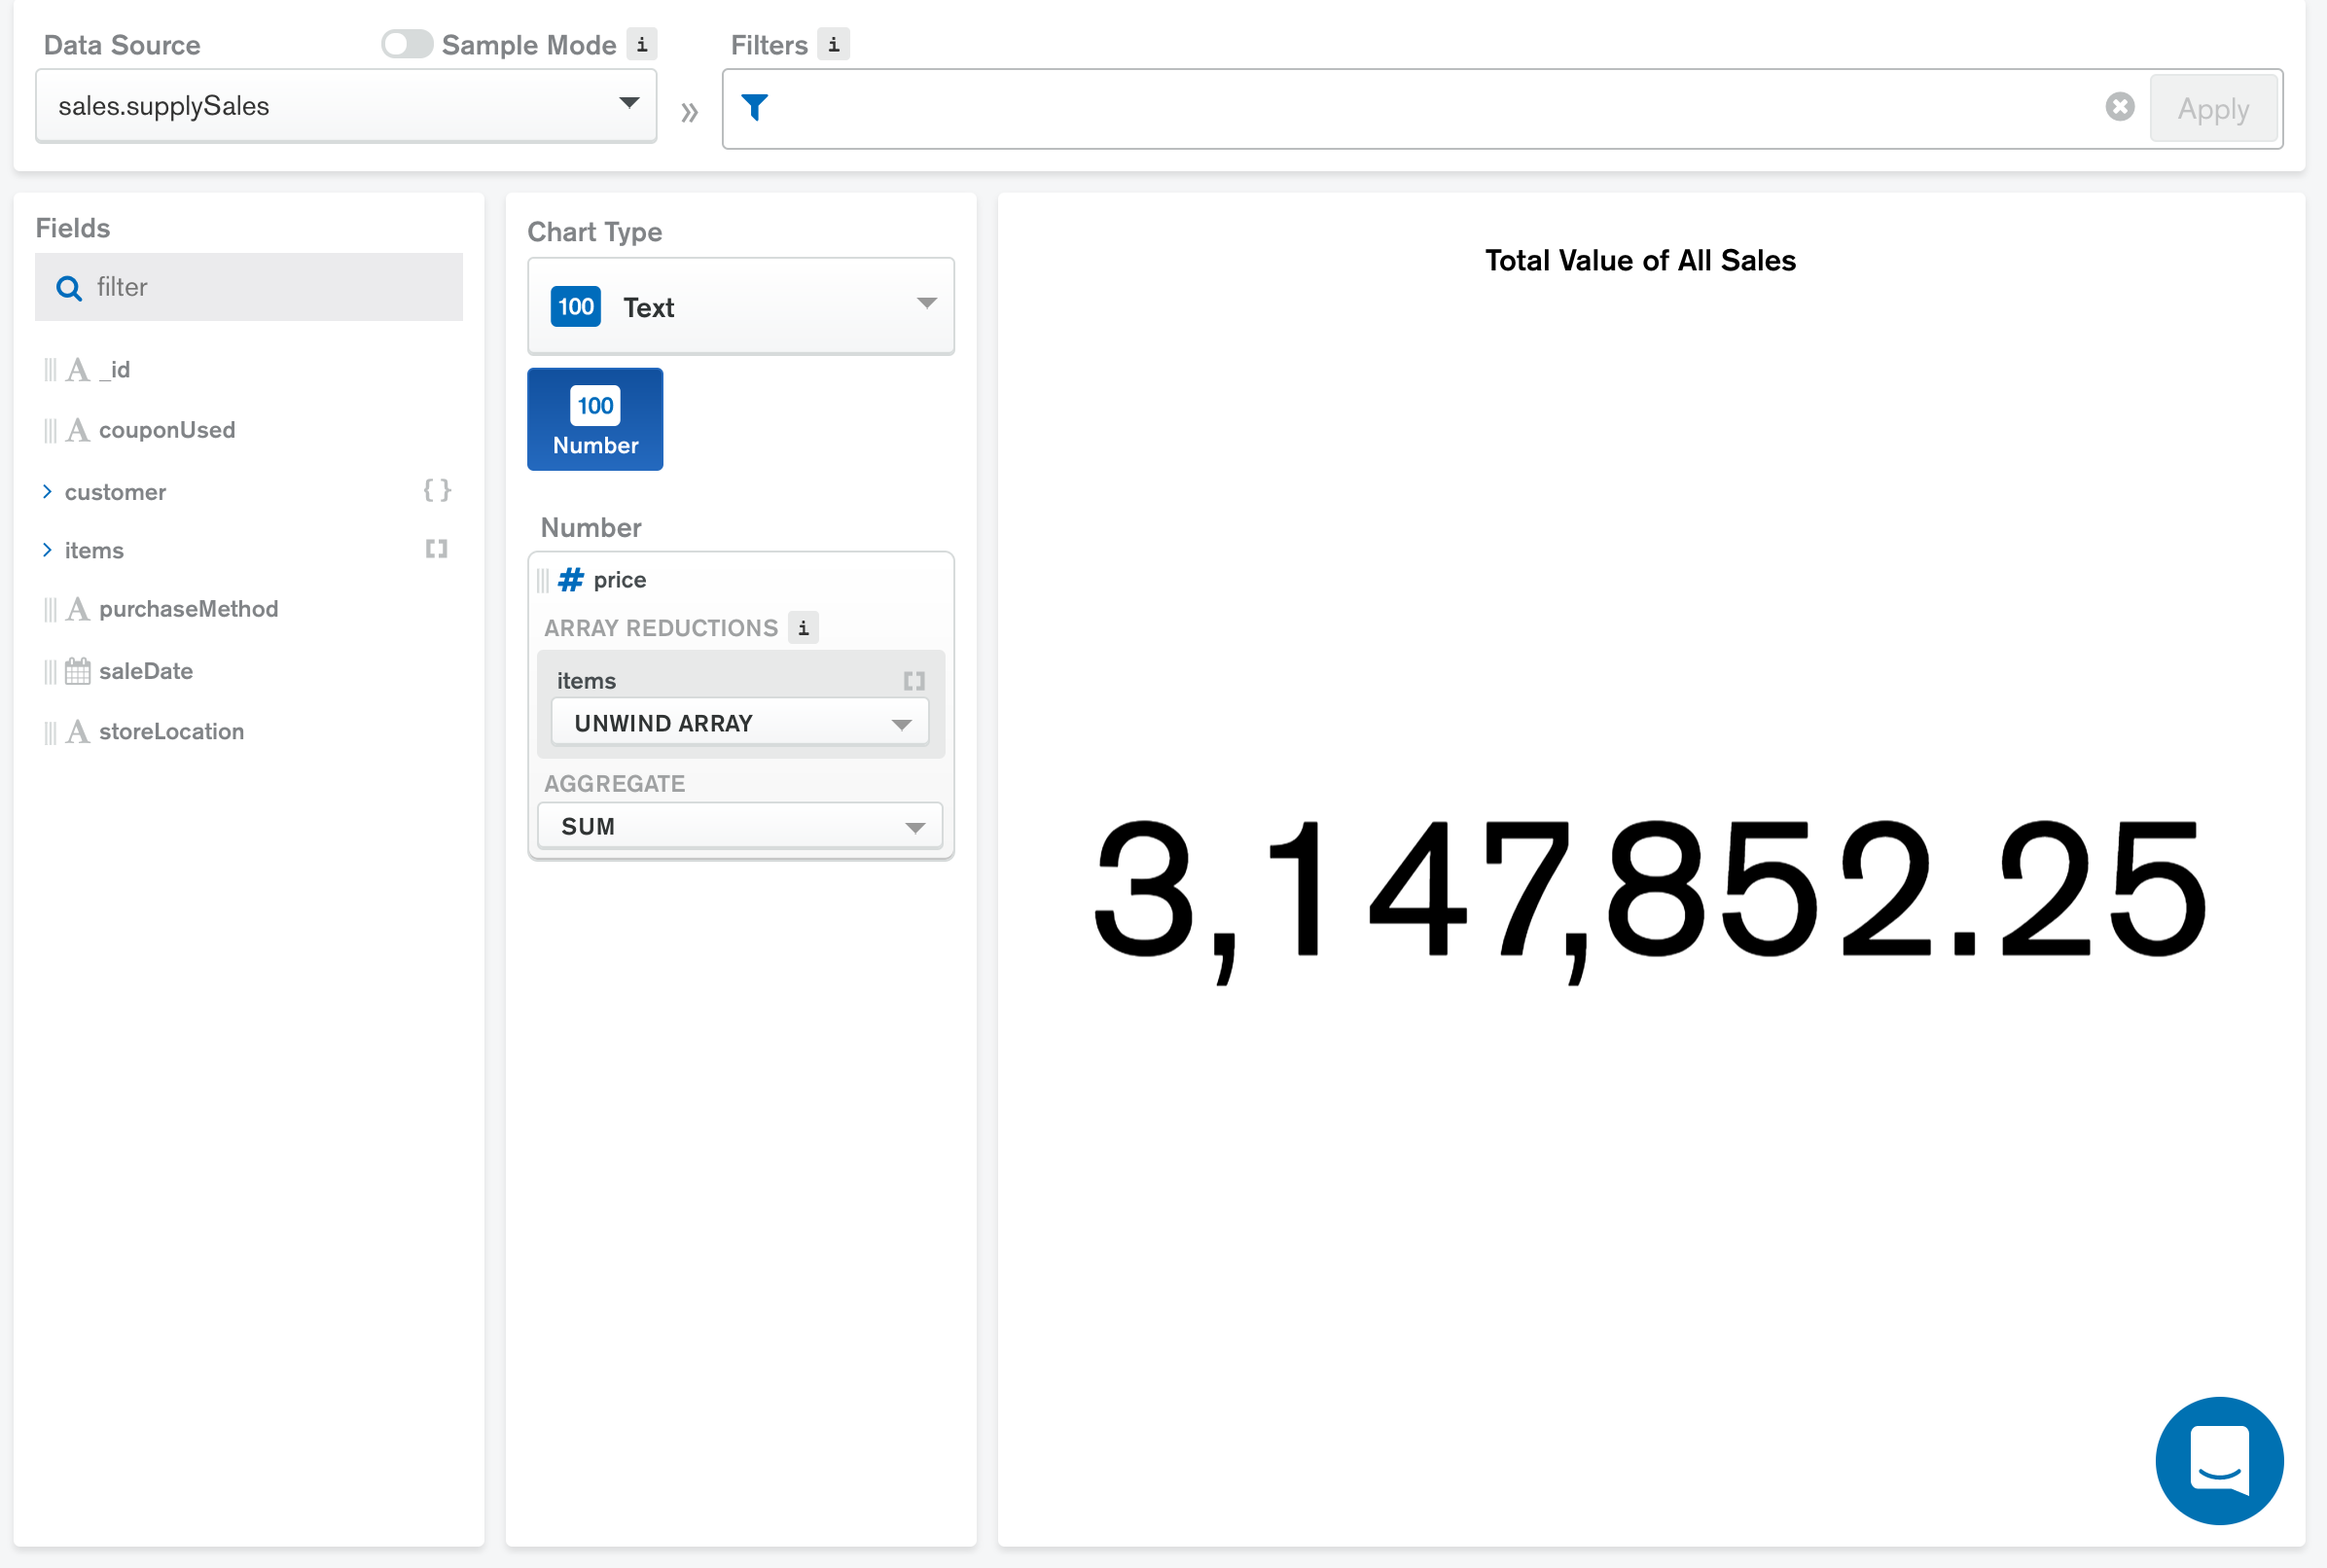 Data Source
Sample Mode i
Filters i
sales.supplySales
»
Apply
Fields
filter
A _id
A couponUsed
customer { }
items [ ]
A purchaseMethod
saleDate
A storeLocation
Chart Type
100 Text
100
Number
Number
# price
ARRAY REDUCTIONS i
items [ ]
UNWIND ARRAY
AGGREGATE
SUM
Total Value of All Sales
3,147,852.25